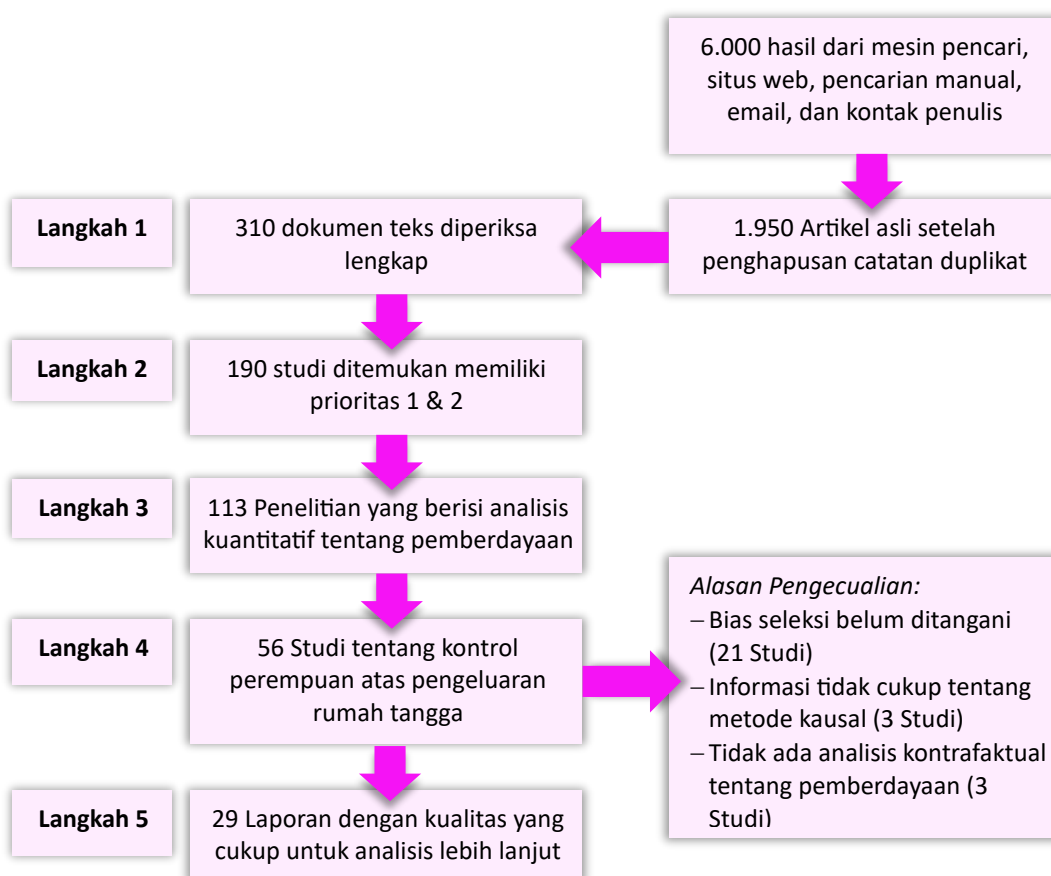 6.000 hasil dari mesin pencari,
situs web, pencarian manual,
email, dan kontak penulis
1.950 Artikel asli setelah
penghapusan catatan duplikat
Langkah 1
310 dokumen teks diperiksa
lengkap
Langkah 2
190 studi ditemukan memiliki
prioritas 1 & 2
Langkah 3
113 Penelitian yang berisi analisis
kuantitatif tentang pemberdayaan
Langkah 4
56 Studi tentang kontrol
perempuan atas pengeluaran
rumah tangga
Alasan Pengecualian:
– Bias seleksi belum ditangani
(21 Studi)
– Informasi tidak cukup tentang
metode kausal (3 Studi)
– Tidak ada analisis kontrafaktual
tentang pemberdayaan (3
Studi)
Langkah 5
29 Laporan dengan kualitas yang
cukup untuk analisis lebih lanjut